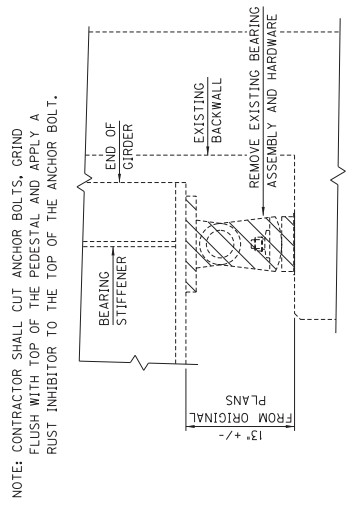 NOTE: CONTRACTOR SHALL CUT ANCHOR BOLTS, GRIND
FLUSH WITH TOP OF THE PEDESTAL AND APPLY A
RUST INHIBITOR TO THE TOP OF THE ANCHOR BOLT.
END OF
GIRDER
EXISTING
BACKWALL
REMOVE EXISTING BEARING
ASSEMBLY AND HARDWARE
BEARING
STIFFENER
13" +/-
FROM ORIGINAL
PLANS